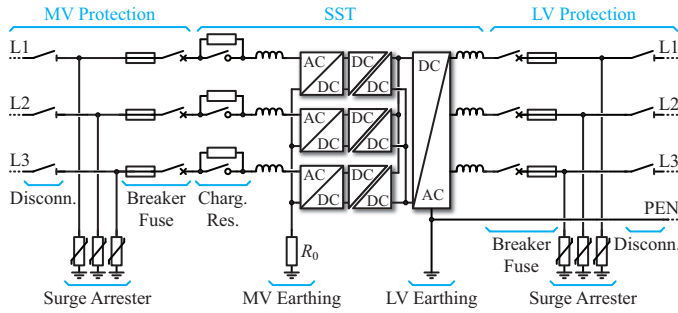 MV Protection SST LV Protection
L1 AC DC DC DC DC L1
L2 AC DC DC DC L2
L3 AC DC DC DC AC L3
Disconn. Breaker Fuse Charg. Res. PEN
R0 Breaker Fuse Disconn.
Surge Arrester MV Earthing LV Earthing Surge Arrester